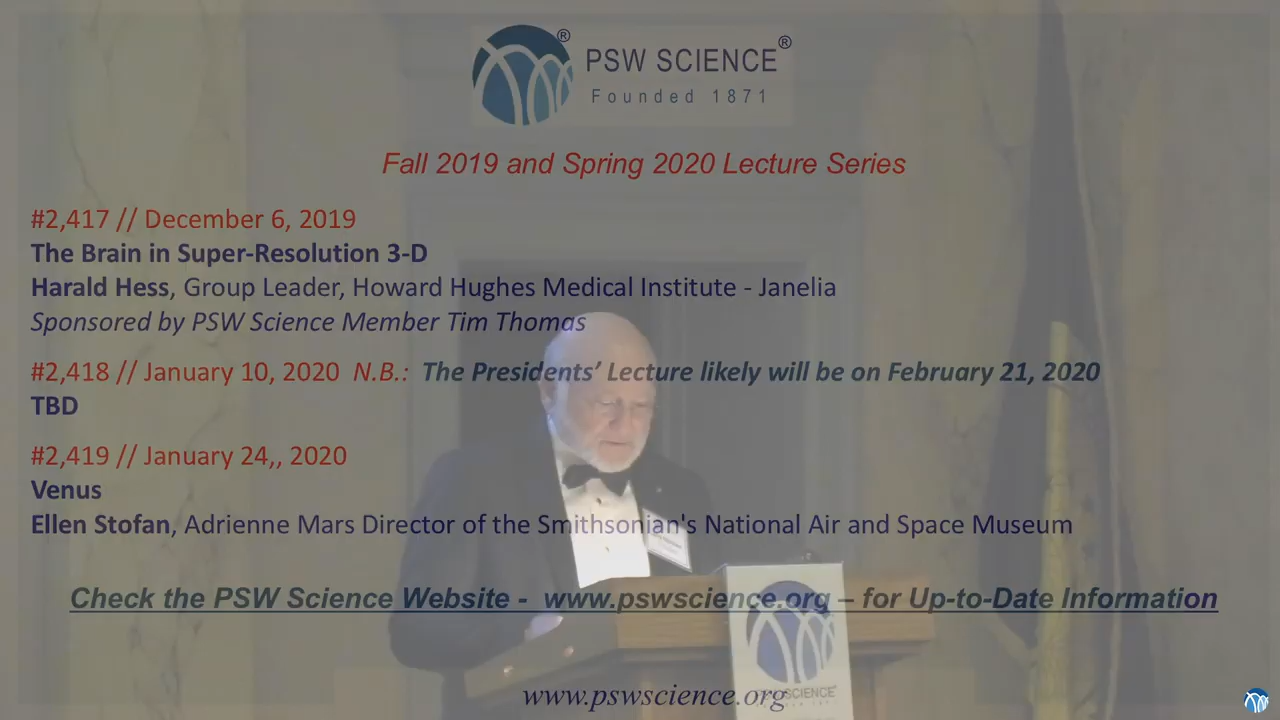 PSW SCIENCE®
Founded 1871
Fall 2019 and Spring 2020 Lecture Series
#2,417 // December 6, 2019
The Brain in Super-Resolution 3-D
Harald Hess, Group Leader, Howard Hughes Medical Institute - Janelia
Sponsored by PSW Science Member Tim Thomas
#2,418 // January 10, 2020 N.B.: The Presidents’ Lecture likely will be on February 21, 2020
TBD
#2,419 // January 24,, 2020
Venus
Ellen Stofan, Adrienne Mars Director of the Smithsonian's National Air and Space Museum
Check the PSW Science Website - www.pswscience.org – for Up-to-Date Information
www.pswscience.org